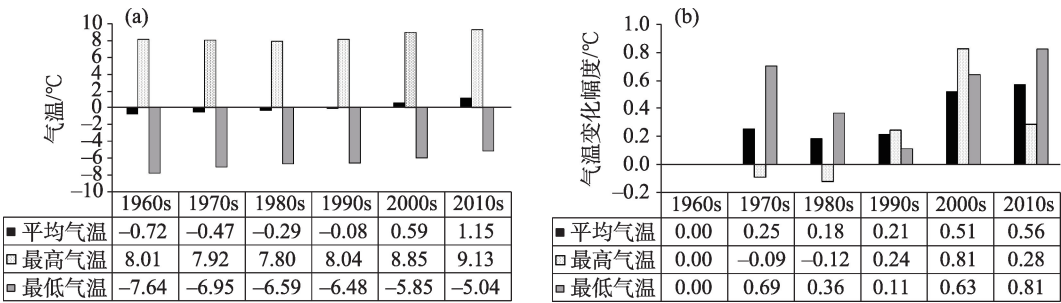 (a)
气温/℃
10
8
6
4
2
0
−2
−4
−6
−8
−10
1960s 1970s 1980s 1990s 2000s 2010s
平均气温 −0.72 −0.47 −0.29 −0.08 0.59 1.15
最高气温 8.01 7.92 7.80 8.04 8.85 9.13
最低气温 −7.64 −6.95 −6.59 −6.48 −5.85 −5.04
(b)
气温变化幅度/℃
1.0
0.8
0.6
0.4
0.2
0.0
−0.2
1960s 1970s 1980s 1990s 2000s 2010s
平均气温 0.00 0.25 0.18 0.21 0.51 0.56
最高气温 0.00 −0.09 −0.12 0.24 0.81 0.28
最低气温 0.00 0.69 0.36 0.11 0.63 0.81